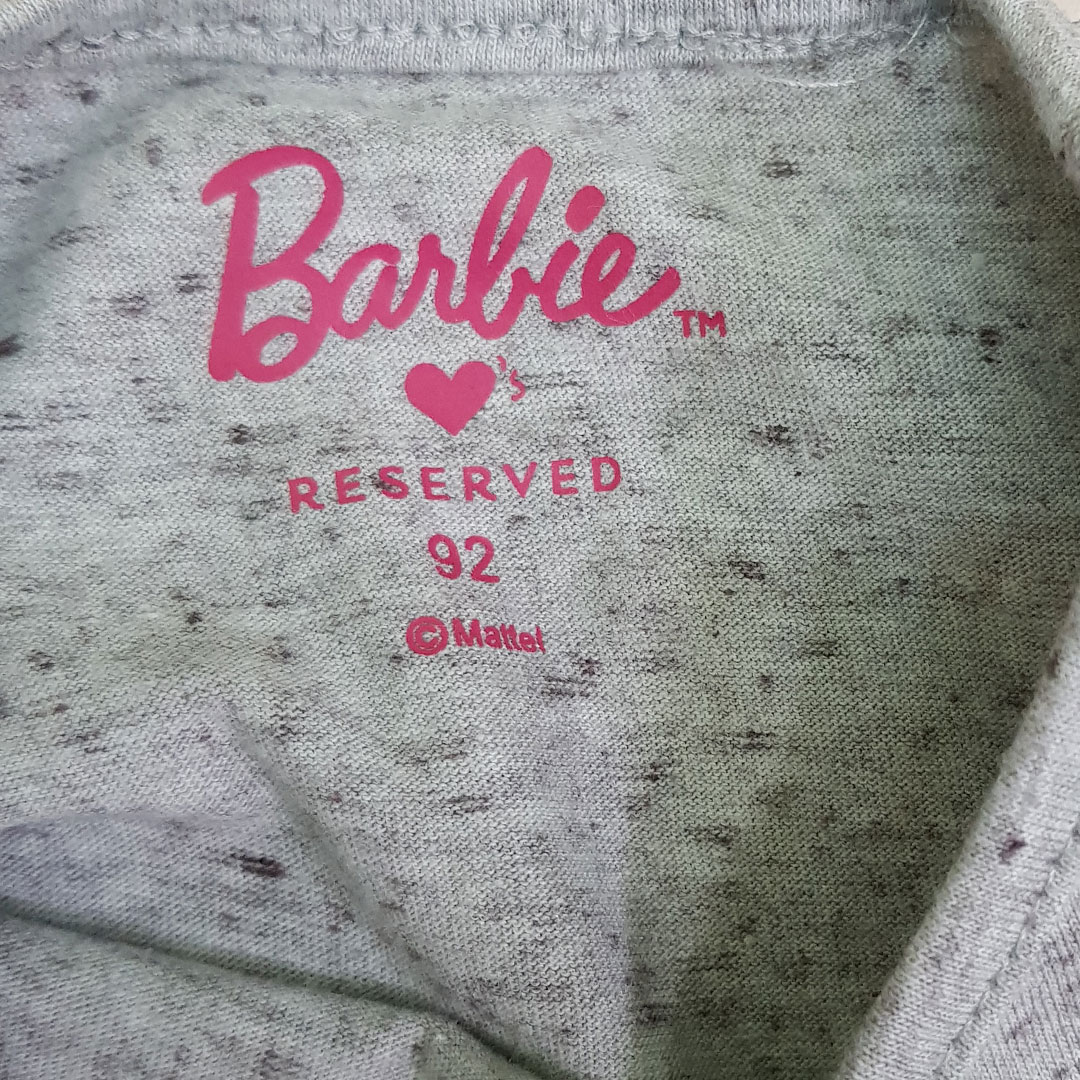 Barbie™
♥'s
RESERVED
92
©Mattel